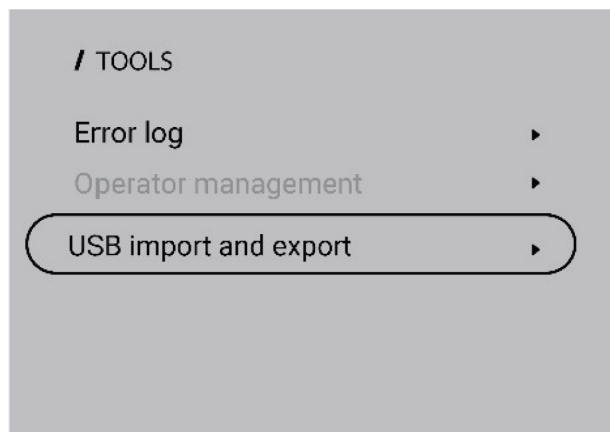 / TOOLS
Error log
Operator management
USB import and export